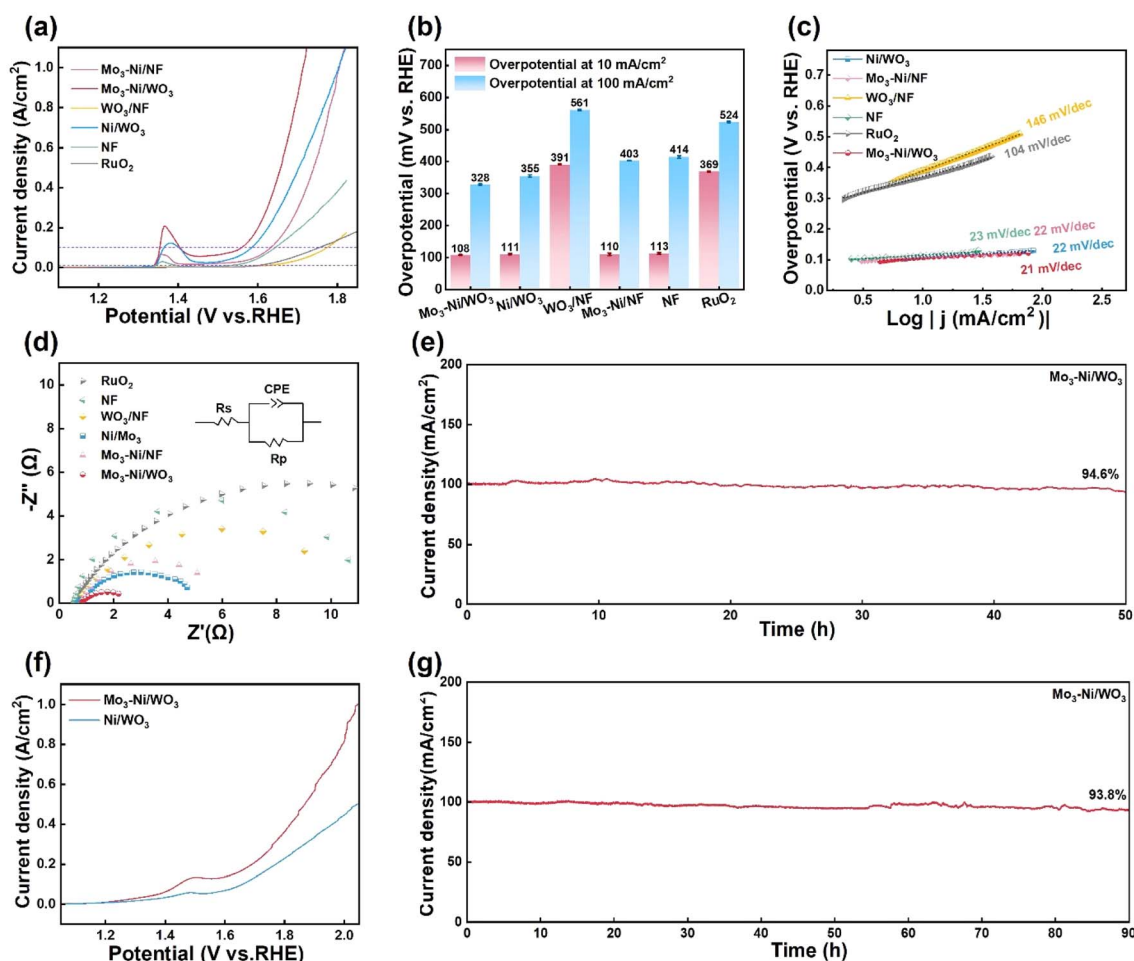 (a)
Current density (A/cm²)
1.0
0.8
0.6
0.4
0.2
0.0
Mo₃-Ni/NF
Mo₃-Ni/WO₃
WO₃/NF
Ni/WO₃
NF
RuO₂
1.2 1.4 1.6 1.8
Potential (V vs.RHE)
(b)
Overpotential (mV vs. RHE)
700
600
500
400
300
200
100
0
Overpotential at 10 mA/cm²
Overpotential at 100 mA/cm²
108 328 111 355 391 561 110 403 113 414 369 524
Mo₃-Ni/WO₃ Ni/WO₃ WO₃/NF Mo₃-Ni/NF NF RuO₂
(c)
Overpotential (V vs. RHE)
0.7
0.6
0.5
0.4
0.3
0.2
0.1
0.0
Ni/WO₃
Mo₃-Ni/NF
WO₃/NF
NF
RuO₂
Mo₃-Ni/WO₃
146 mV/dec
104 mV/dec
23 mV/dec 22 mV/dec
22 mV/dec
21 mV/dec
0.5 1.0 1.5 2.0 2.5
Log | j (mA/cm²)|
(d)
-Z'' (Ω)
10
8
6
4
2
0
RuO₂
NF
WO₃/NF
Ni/Mo₃
Mo₃-Ni/NF
Mo₃-Ni/WO₃
CPE
Rs
Rp
0 2 4 6 8 10
Z'(Ω)
(e)
Current density(mA/cm²)
200
150
100
50
0
Mo₃-Ni/WO₃
94.6%
0 10 20 30 40 50
Time (h)
(f)
Current density (A/cm²)
1.0
0.8
0.6
0.4
0.2
0.0
Mo₃-Ni/WO₃
Ni/WO₃
1.2 1.4 1.6 1.8 2.0
Potential (V vs.RHE)
(g)
Current density(mA/cm²)
200
150
100
50
0
Mo₃-Ni/WO₃
93.8%
0 10 20 30 40 50 60 70 80 90
Time (h)